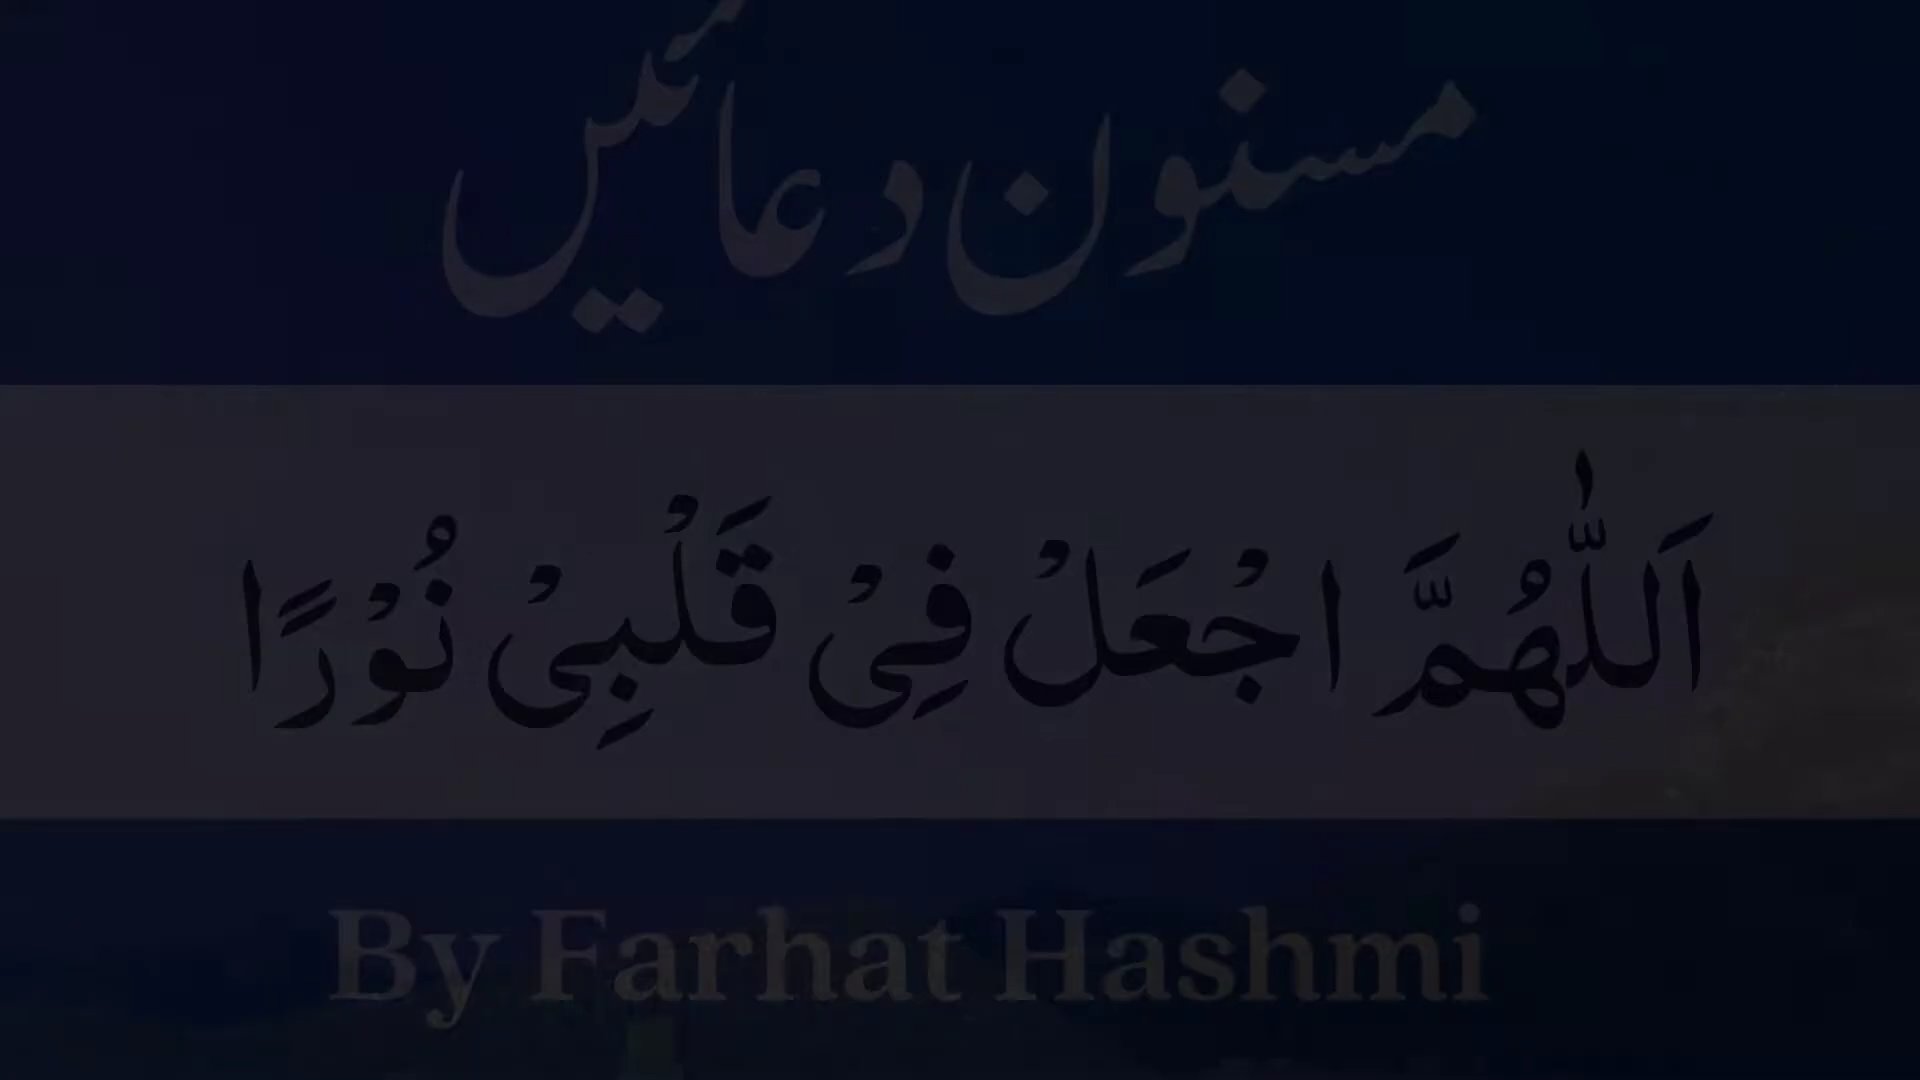 مسنون دعائیں
اَللّٰهُمَّ اجْعَلْ فِیْ قَلْبِیْ نُوْرًا
By Farhat Hashmi